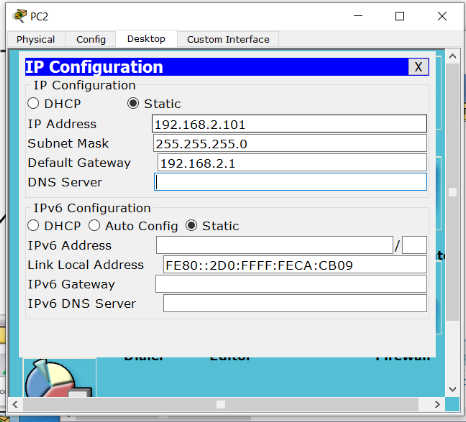 PC2
Physical Config Desktop Custom Interface
IP Configuration X
IP Configuration
DHCP Static
IP Address 192.168.2.101
Subnet Mask 255.255.255.0
Default Gateway 192.168.2.1
DNS Server
IPv6 Configuration
DHCP Auto Config Static
IPv6 Address /
Link Local Address FE80::2D0:FFFF:FECA:CB09
IPv6 Gateway
IPv6 DNS Server
Dialer Editor Firewall